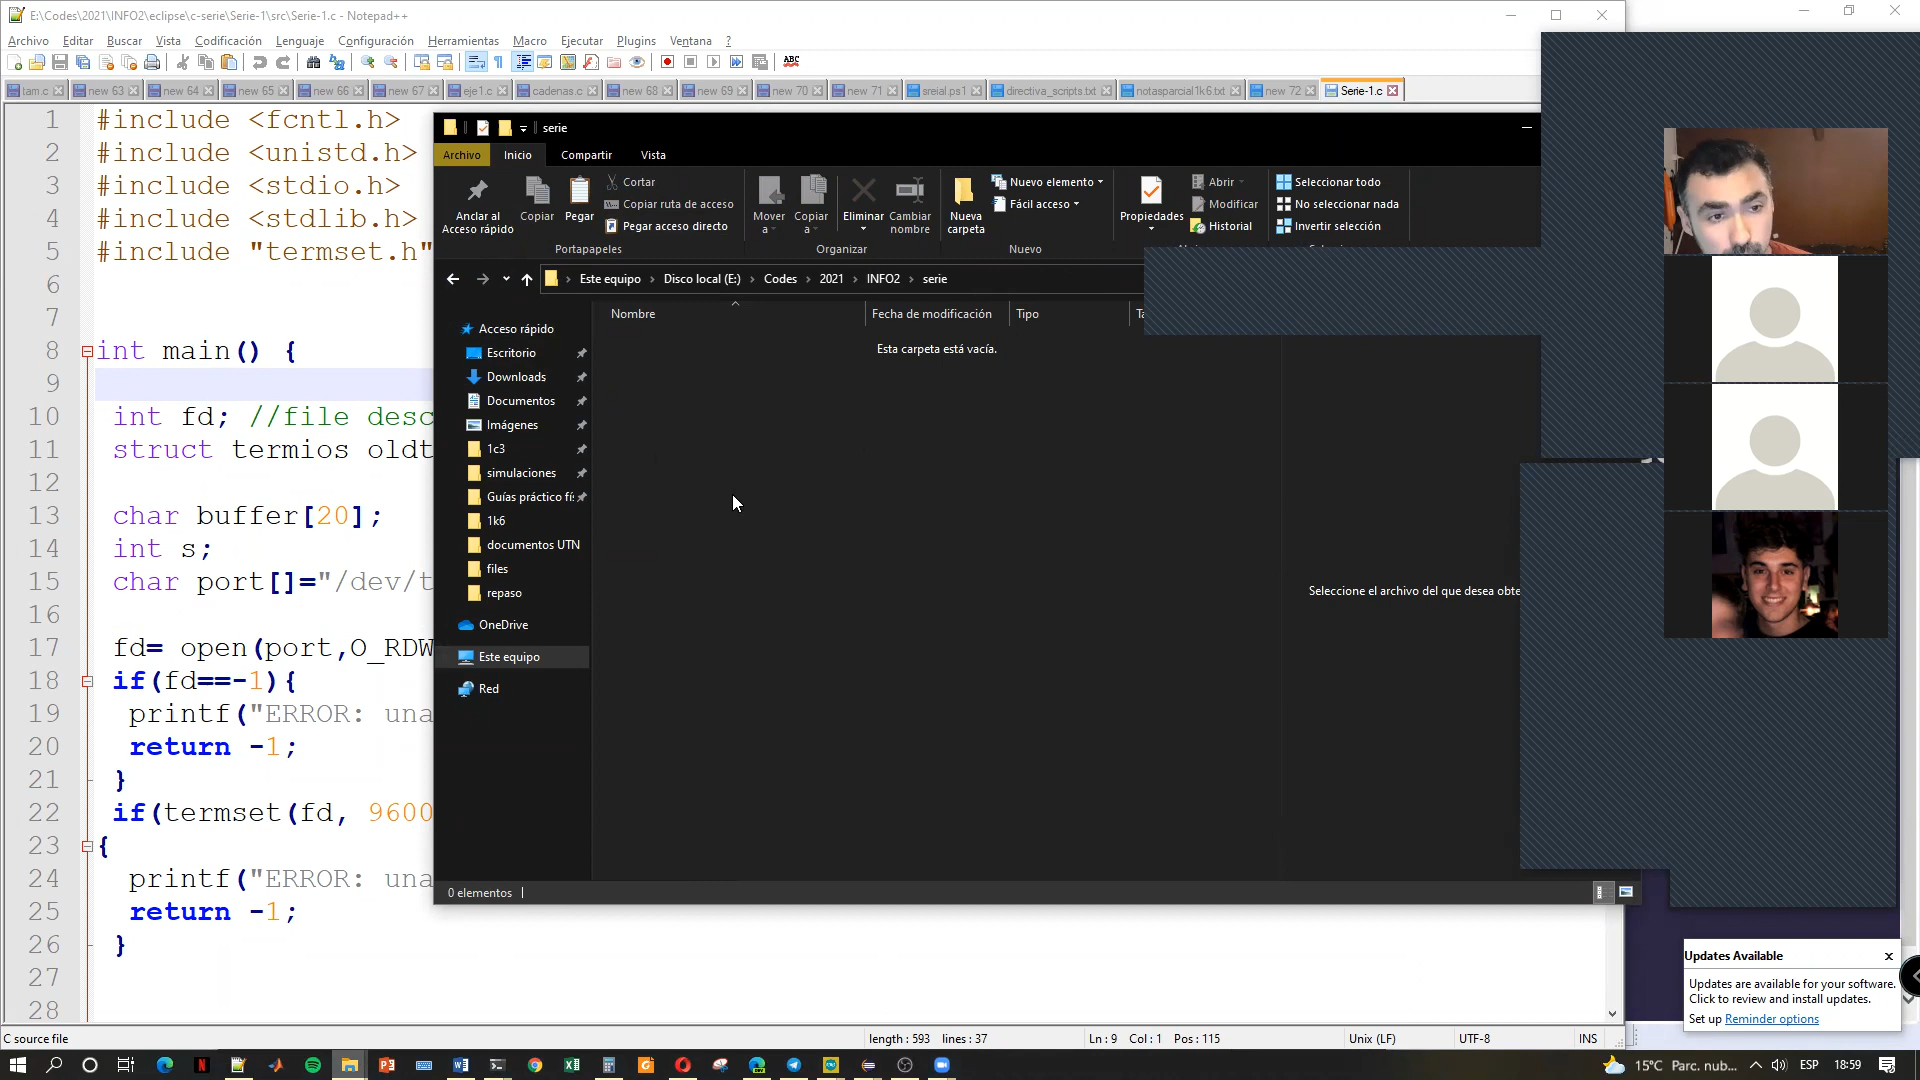 E:\Codes\2021\INFO2\eclipse\c-serie\Serie-1\src\Serie-1.c - Notepad++
Archivo Editar Buscar Vista Codificación Lenguaje Configuración Herramientas Macro Ejecutar Plugins Ventana ?
tam.c new 63 new 64 new 65 new 66 new 67 eje1.c cadenas.c new 68 new 69 new 70 new 71 sreial.ps1 directiva_scripts.txt notasparcial1k6.txt new 72 Serie-1.c
1 #include <fcntl.h>
2 #include <unistd.h>
3 #include <stdio.h>
4 #include <stdlib.h>
5 #include "termset.h"
6
7
8 int main() {
9
10 int fd; //file desc
11 struct termios oldt
12
13 char buffer[20];
14 int s;
15 char port[]="/dev/t
16
17 fd= open(port,O_RDW
18 if(fd==-1){
19 printf("ERROR: una
20 return -1;
21 }
22 if(termset(fd, 9600
23 {
24 printf("ERROR: una
25 return -1;
26 }
27
28
serie
Archivo Inicio Compartir Vista
Anclar al Acceso rápido
Copiar
Pegar
Cortar
Copiar ruta de acceso
Pegar acceso directo
Portapapeles
Mover a
Copiar a
Eliminar
Cambiar nombre
Organizar
Nueva carpeta
Nuevo elemento
Fácil acceso
Nuevo
Propiedades
Abrir
Modificar
Historial
Seleccionar todo
No seleccionar nada
Invertir selección
Este equipo > Disco local (E:) > Codes > 2021 > INFO2 > serie
Nombre Fecha de modificación Tipo
Esta carpeta está vacía.
Acceso rápido
Escritorio
Downloads
Documentos
Imágenes
1c3
simulaciones
Guías práctico fí
1k6
documentos UTN
files
repaso
OneDrive
Este equipo
Red
Seleccione el archivo del que desea obte
0 elementos
Updates Available
Updates are available for your software.
Click to review and install updates.
Set up Reminder options
C source file length : 593 lines : 37 Ln : 9 Col : 1 Pos : 115 Unix (LF) UTF-8 INS
15°C Parc. nub... ESP 18:59